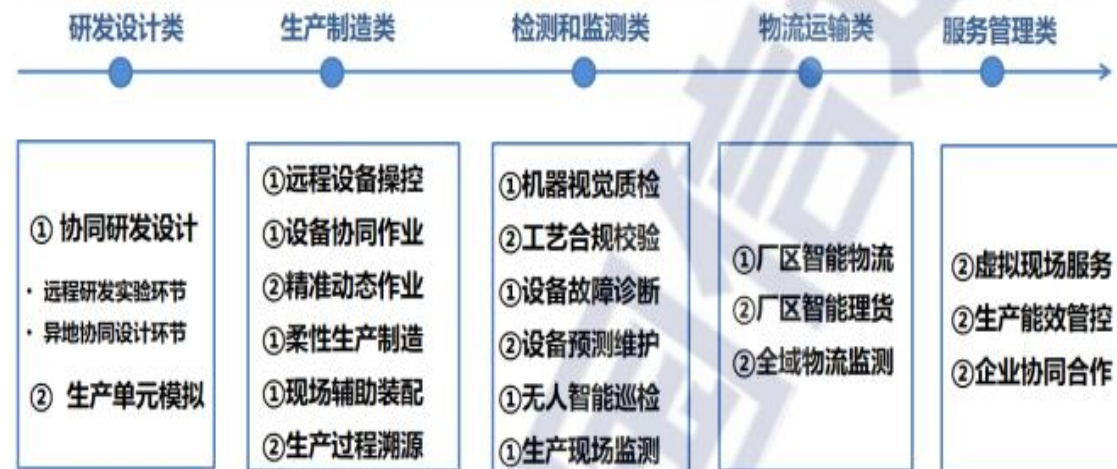 研发设计类
生产制造类
检测和监测类
物流运输类
服务管理类
① 协同研发设计
· 远程研发实验环节
· 异地协同设计环节
② 生产单元模拟
①远程设备操控
①设备协同作业
②精准动态作业
①柔性生产制造
①现场辅助装配
②生产过程溯源
①机器视觉质检
②工艺合规校验
①设备故障诊断
②设备预测维护
①无人智能巡检
①生产现场监测
①厂区智能物流
②厂区智能理货
②全域物流监测
②虚拟现场服务
②生产能效管控
②企业协同合作